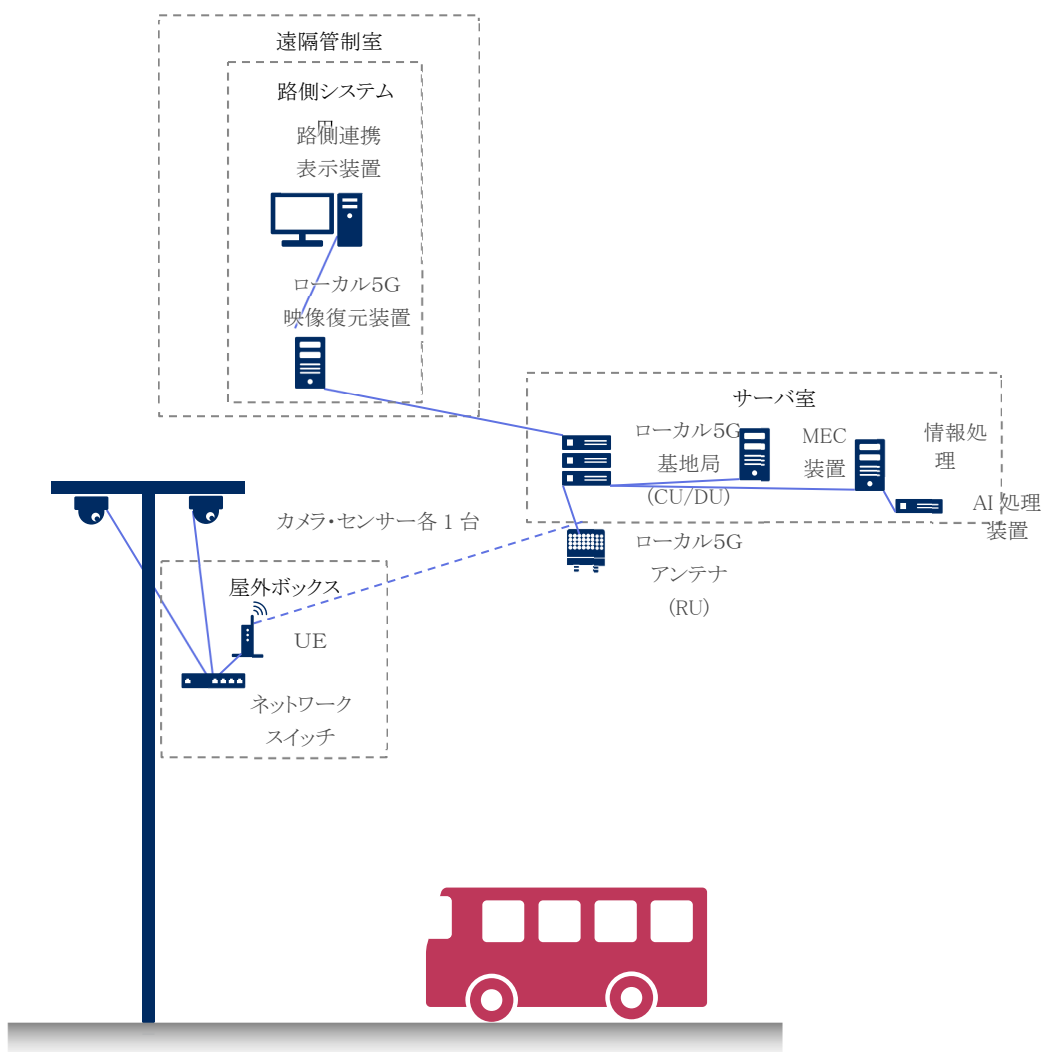 遠隔管制室
路側システム
路側連携
表示装置
ローカル5G
映像復元装置
サーバ室
ローカル5G
基地局
(CU/DU)
MEC
装置
情報処
理
AI 処理
装置
カメラ・センサー各 1 台
ローカル5G
アンテナ
(RU)
屋外ボックス
UE
ネットワーク
スイッチ